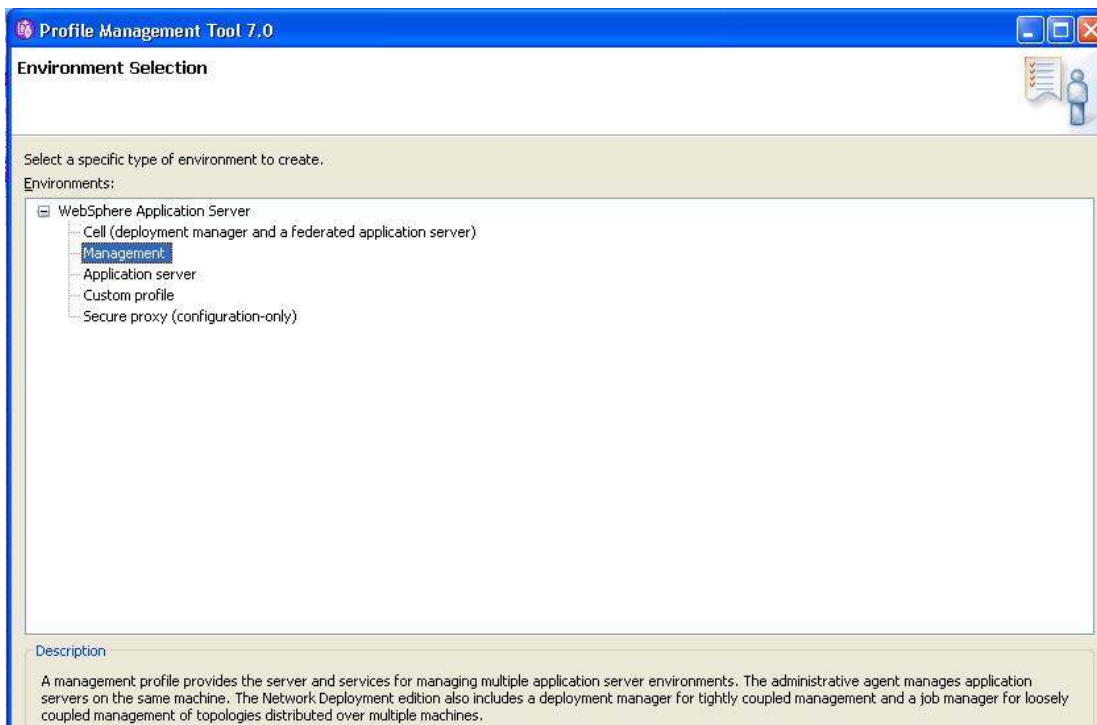 Profile Management Tool 7.0
Environment Selection
Select a specific type of environment to create.
Environments:
WebSphere Application Server
Cell (deployment manager and a federated application server)
Management
Application server
Custom profile
Secure proxy (configuration-only)
Description
A management profile provides the server and services for managing multiple application server environments. The administrative agent manages application
servers on the same machine. The Network Deployment edition also includes a deployment manager for tightly coupled management and a job manager for loosely
coupled management of topologies distributed over multiple machines.